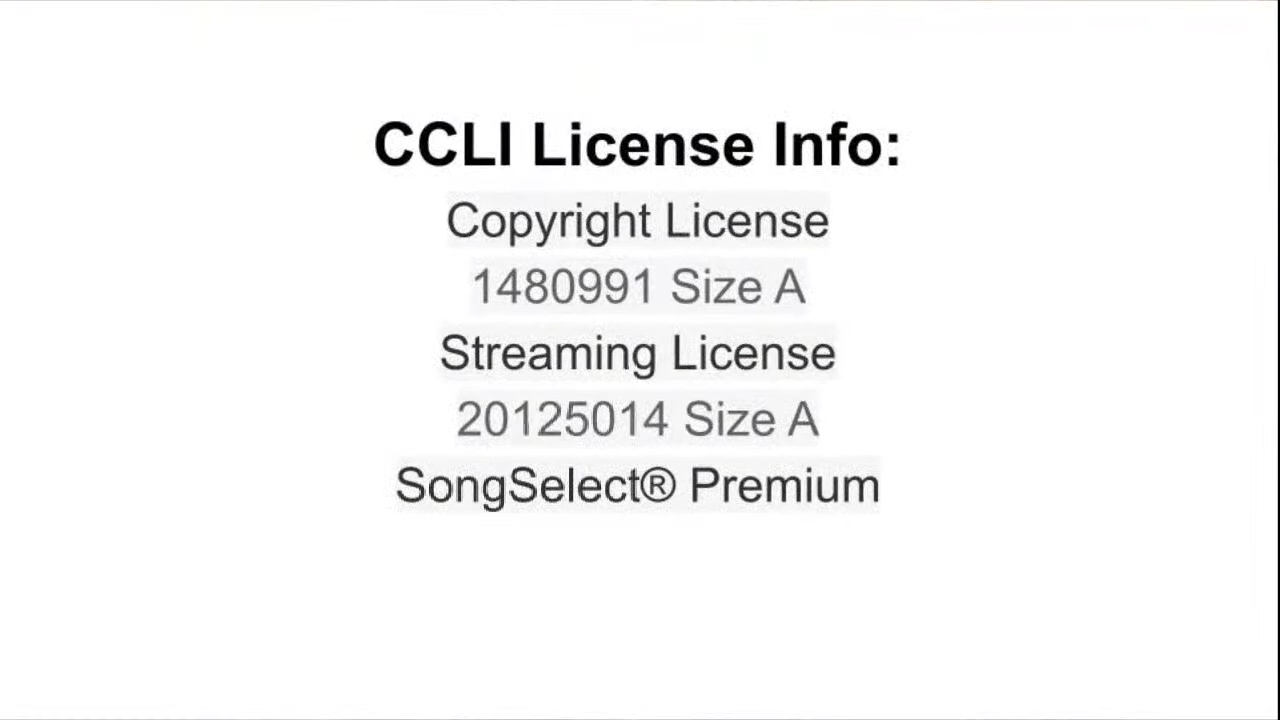 CCLI License Info:
Copyright License
1480991 Size A
Streaming License
20125014 Size A
SongSelect® Premium